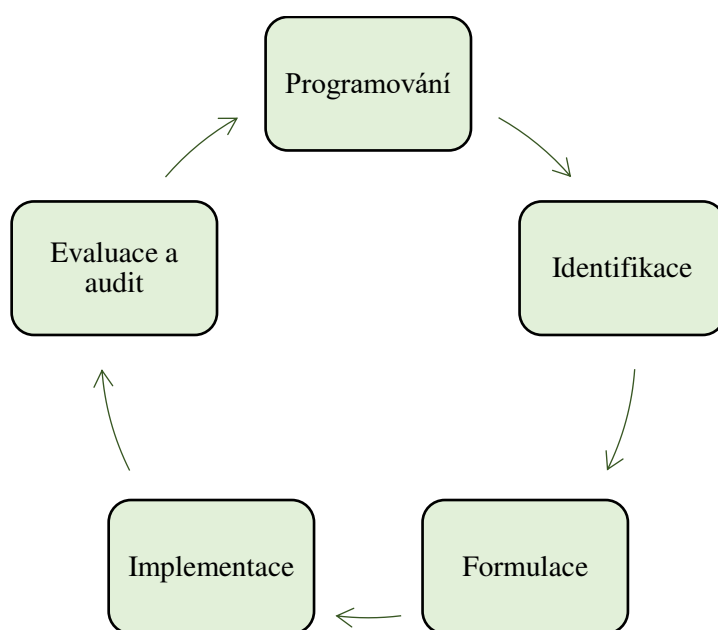 Programování
Identifikace
Formulace
Implementace
Evaluace a
audit